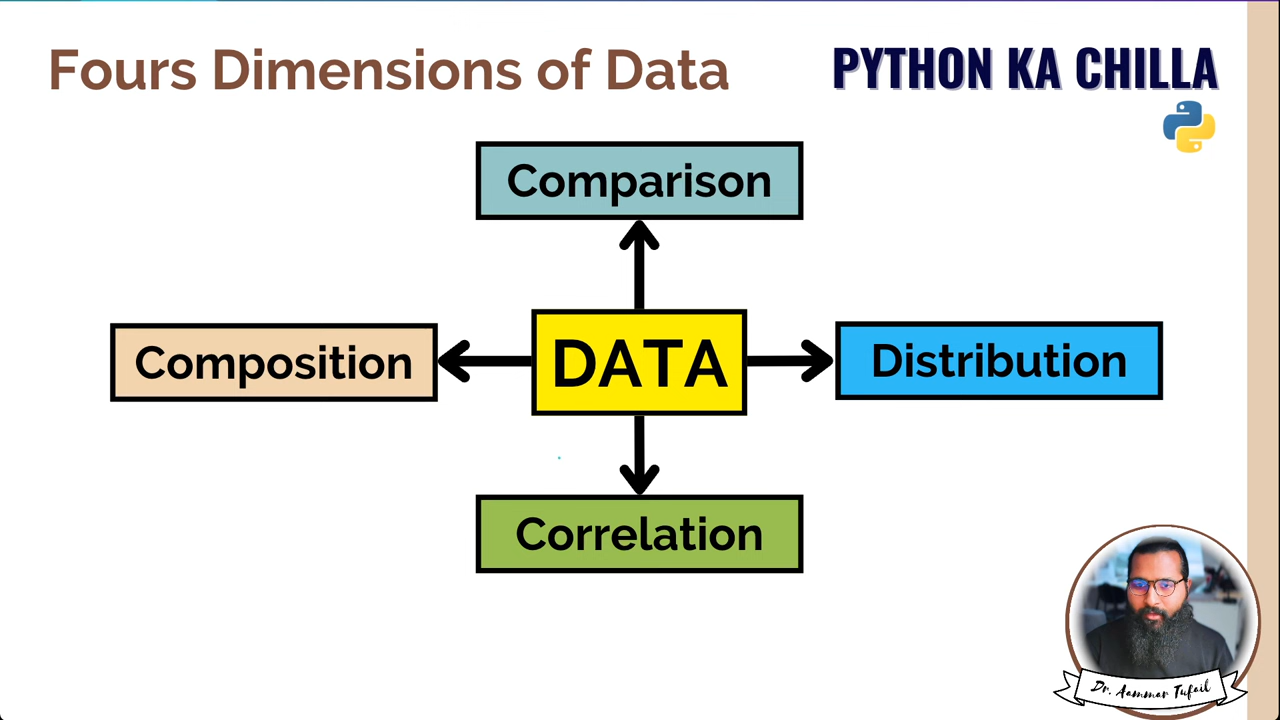 Fours Dimensions of Data
PYTHON KA CHILLA
Comparison
Composition
DATA
Distribution
Correlation
Dr. Aammar Tufail